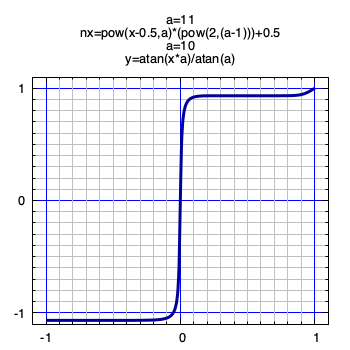 a=11
nx=pow(x-0.5,a)*(pow(2,(a-1)))+0.5
a=10
y=atan(x*a)/atan(a)
1
0
-1
-1
0
1